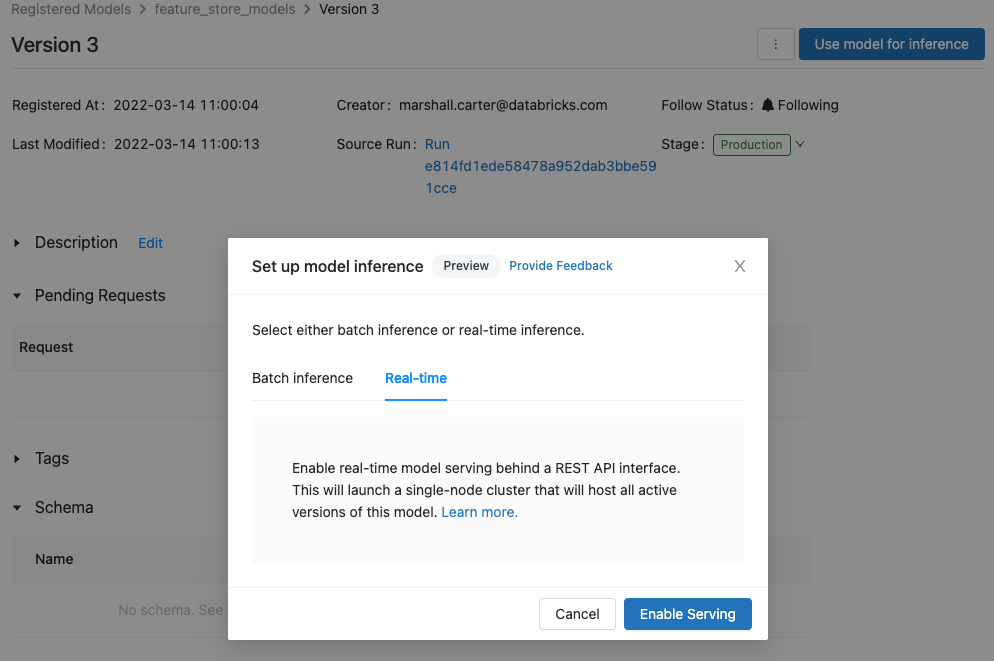 Registered Models > feature_store_models > Version 3
Version 3
Use model for inference
Registered At: 2022-03-14 11:00:04
Creator: marshall.carter@databricks.com
Follow Status: Following
Last Modified: 2022-03-14 11:00:13
Source Run: Run
e814fd1ede58478a952dab3bbe59
1cce
Stage: Production
Description Edit
Pending Requests
Request
Tags
Schema
Name
No schema. See
Set up model inference Preview Provide Feedback
X
Select either batch inference or real-time inference.
Batch inference Real-time
Enable real-time model serving behind a REST API interface.
This will launch a single-node cluster that will host all active
versions of this model. Learn more.
Cancel Enable Serving